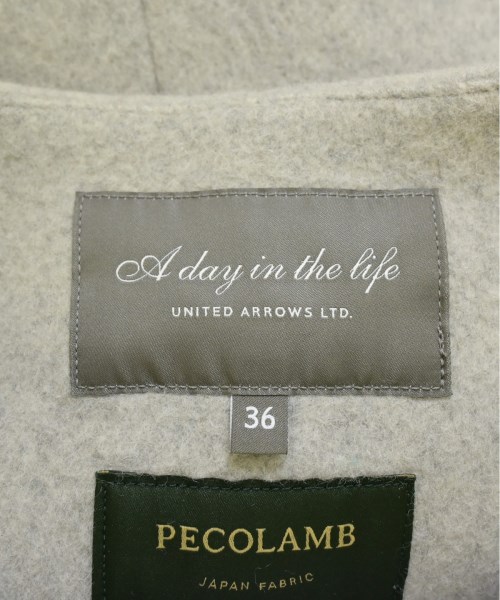 A day in the life
UNITED ARROWS LTD.
36
PECOLAMB
JAPAN FABRIC